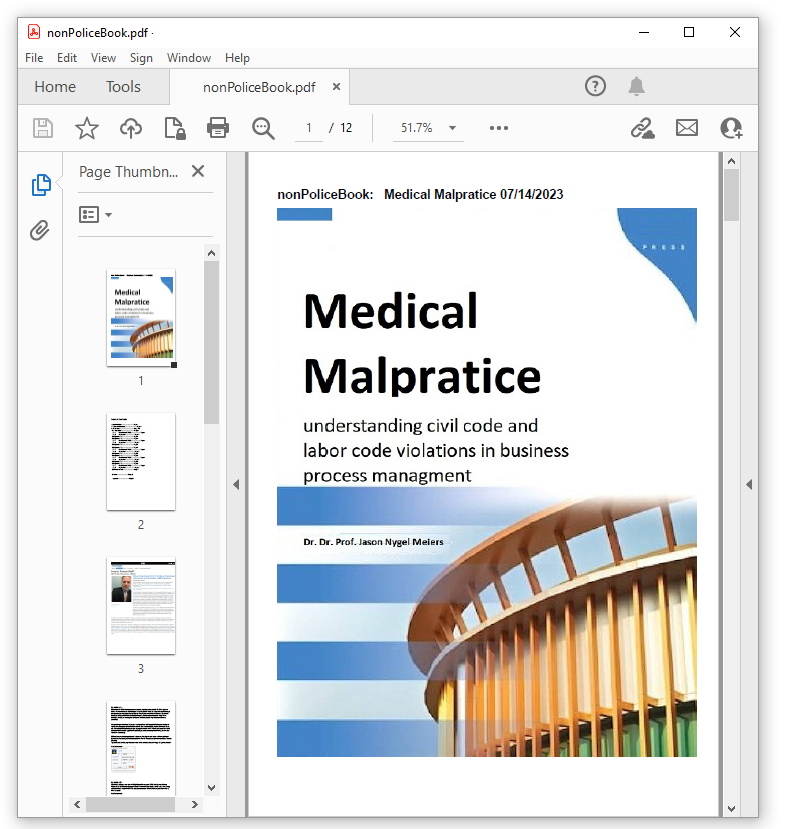 nonPoliceBook.pdf -
File Edit View Sign Window Help
Home Tools nonPoliceBook.pdf ×
1 / 12 51.7%
Page Thumbn...
nonPoliceBook: Medical Malpratice 07/14/2023
PRESS
Medical
Malpratice
understanding civil code and
labor code violations in business
process managment
Dr. Dr. Prof. Jason Nygel Meiers
Medical
Malpratice
1
2
3